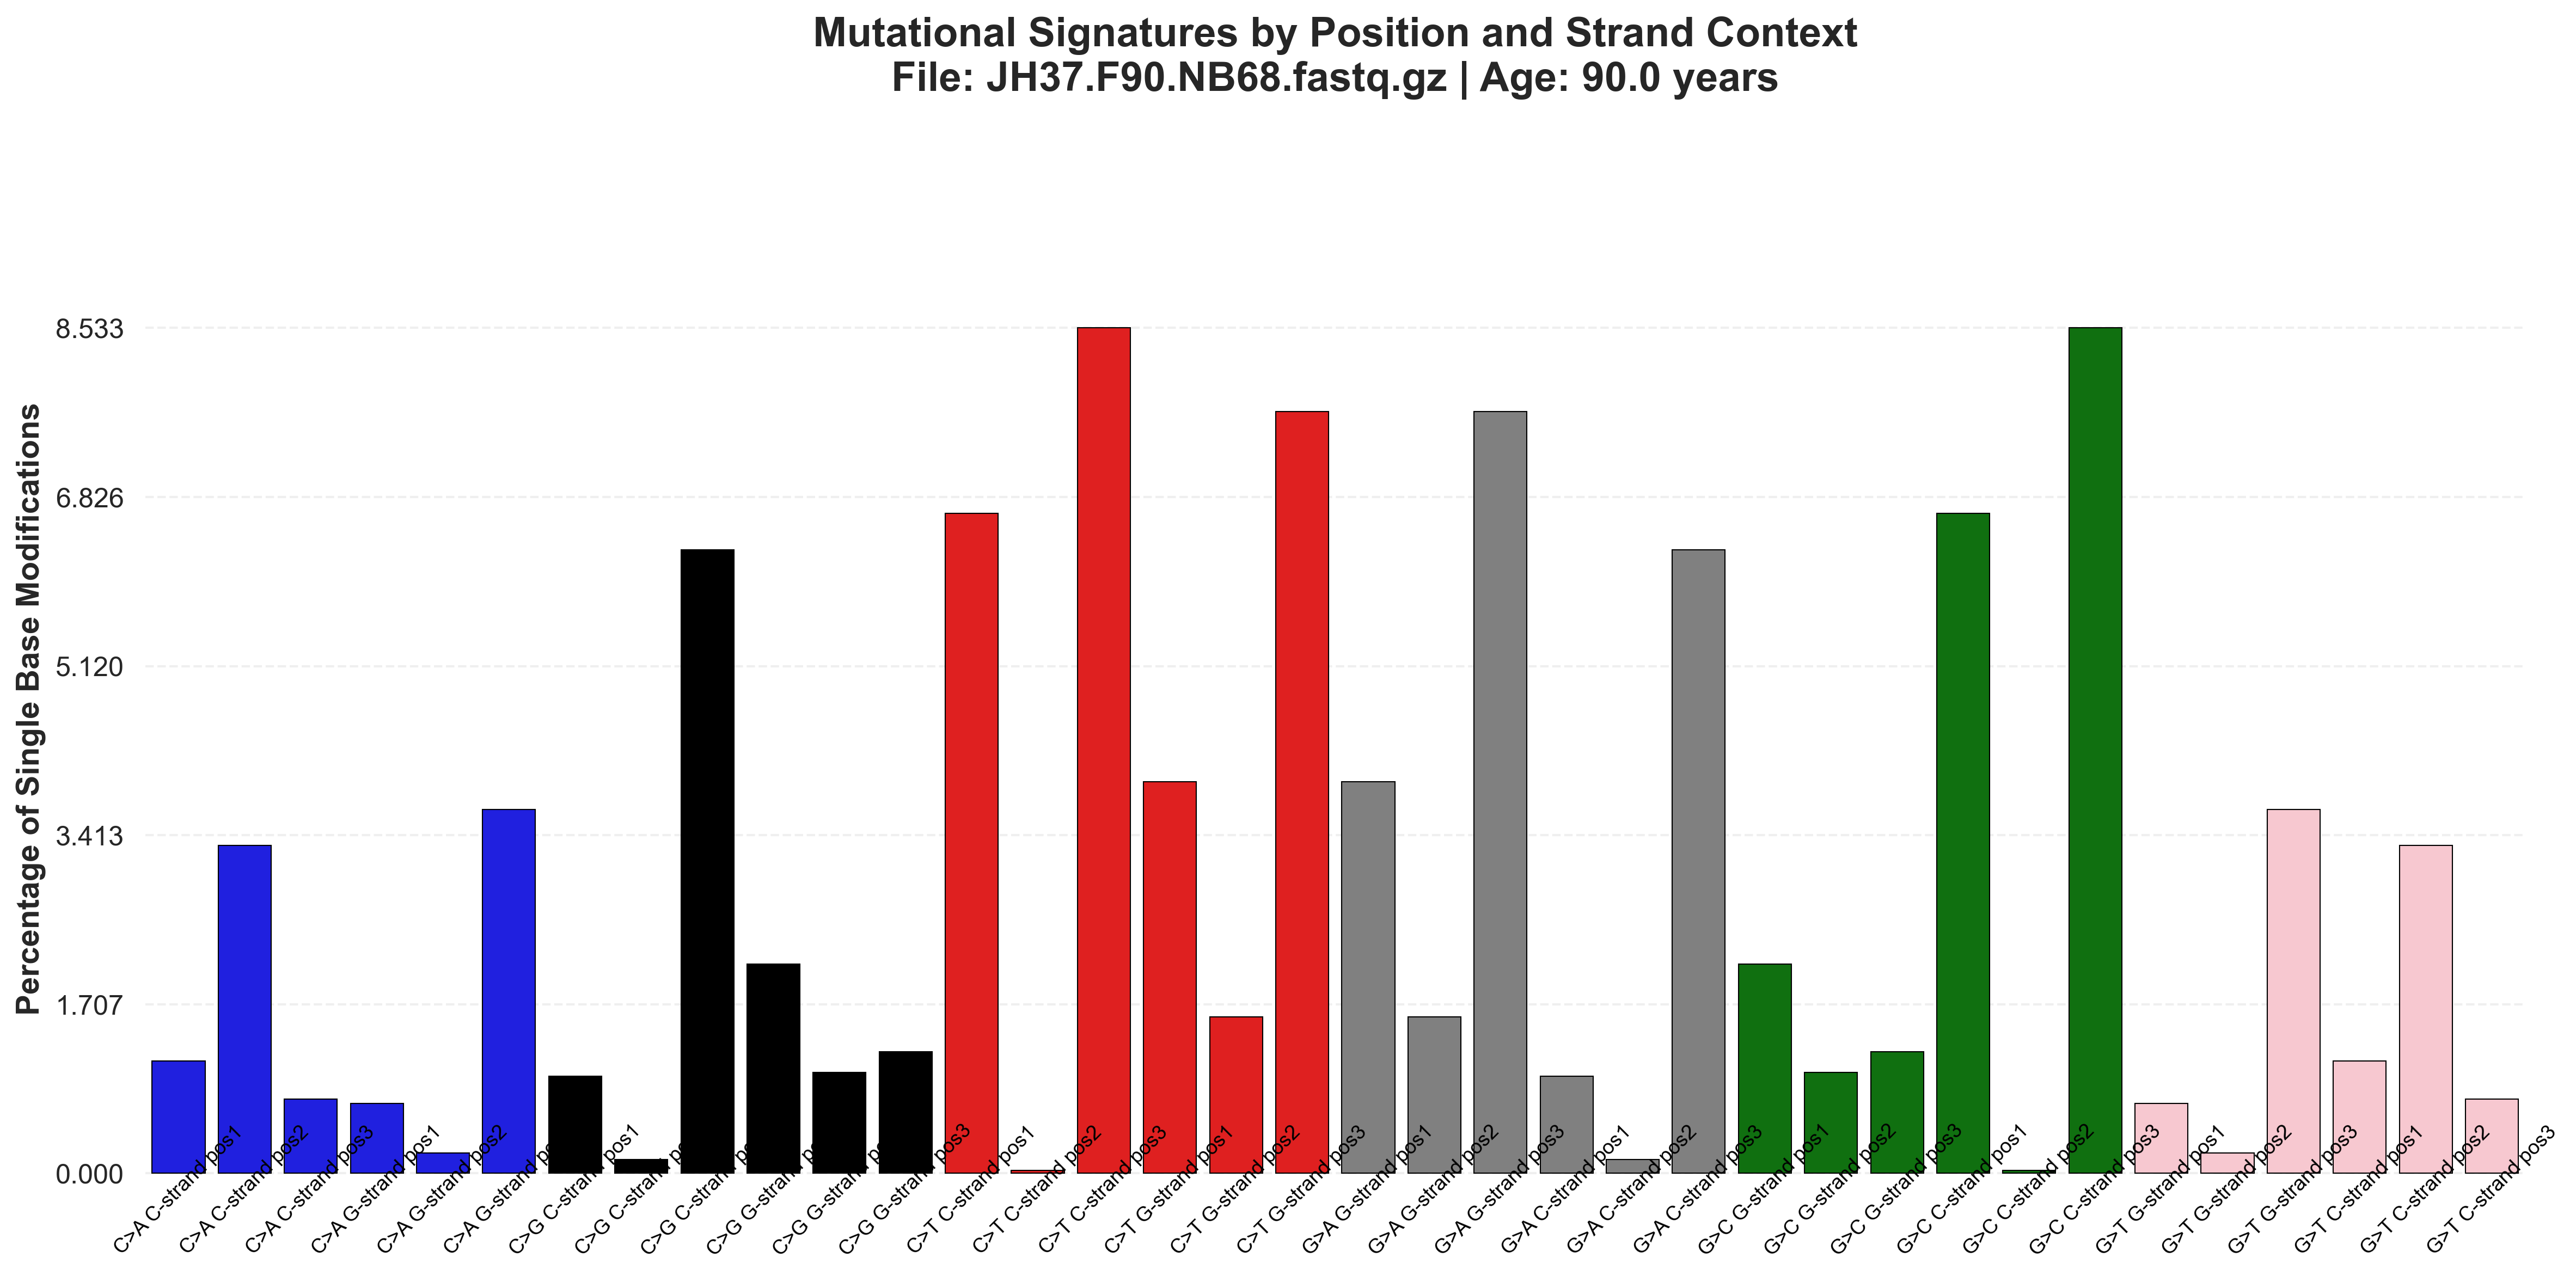 Mutational Signatures by Position and Strand Context
File: JH37.F90.NB68.fastq.gz | Age: 90.0 years
Percentage of Single Base Modifications
8.533
6.826
5.120
3.413
1.707
0.000
C>A C-strand pos1
C>A C-strand pos2
C>A C-strand pos3
C>A G-strand pos1
C>A G-strand pos2
C>A G-strand
C>G C-strand pos1
C>G C-strand
C>G C-strand
C>G G-strand
C>G G-strand
C>G G-strand pos3
C>T C-strand pos1
C>T C-strand pos2
C>T C-strand pos3
C>T G-strand pos1
C>T G-strand pos2
C>T G-strand pos3
G>A G-strand pos1
G>A G-strand pos2
G>A G-strand pos3
G>A C-strand pos1
G>A C-strand pos2
G>A C-strand pos3
G>C G-strand pos1
G>C G-strand pos2
G>C G-strand pos3
G>C C-strand pos1
G>C C-strand pos2
G>C C-strand pos3
G>T G-strand pos1
G>T G-strand pos2
G>T G-strand pos3
G>T C-strand pos1
G>T C-strand pos2
G>T C-strand pos3